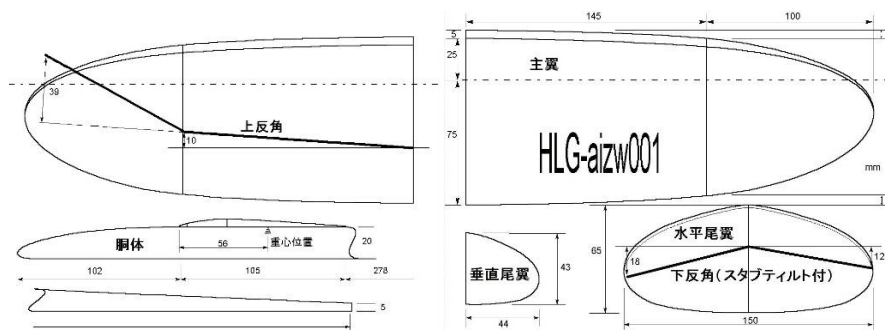 145
100
5
25
主翼
39
上反角
10
75
HLG-aizw001
mm
胴体
56
重心位置
20
102
105
278
5
垂直尾翼
43
44
65
水平尾翼
18
12
下反角(スタブティルト付)
150